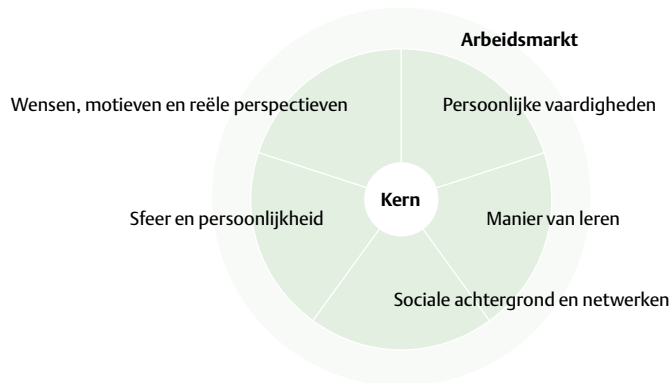 Arbeidsmarkt
Wensen, motieven en reële perspectieven
Persoonlijke vaardigheden
Kern
Sfeer en persoonlijkheid
Manier van leren
Sociale achtergrond en netwerken